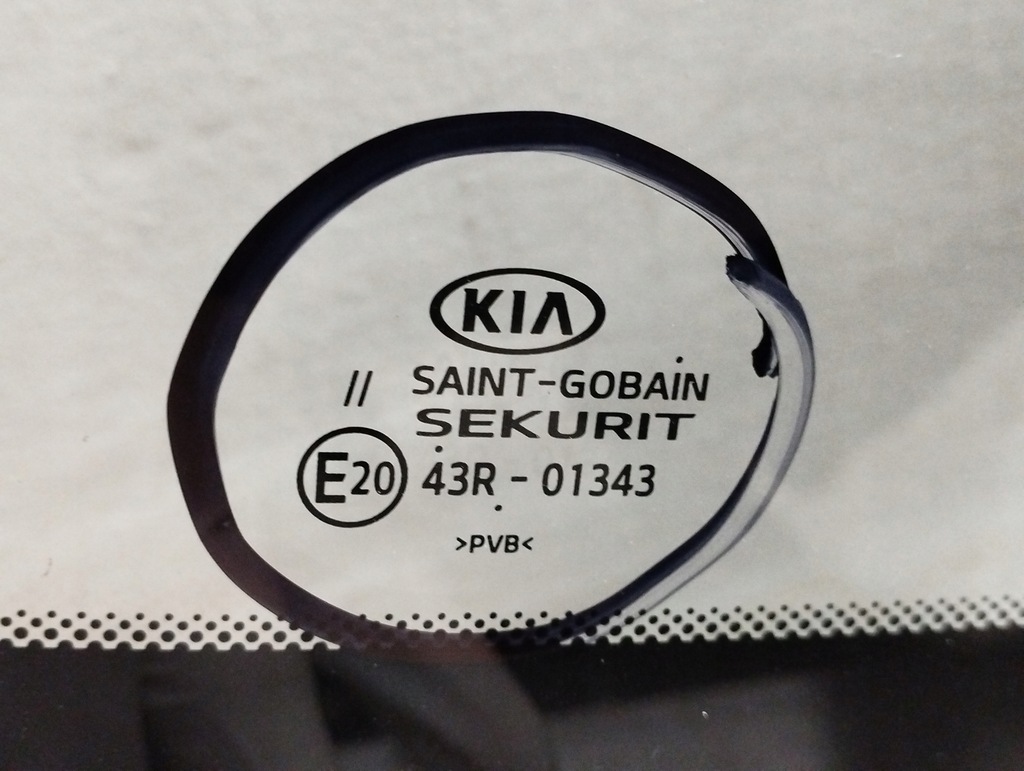 KIA
// SAINT-GOBAIN
SEKURIT
E20 43R - 01343
>PVB<